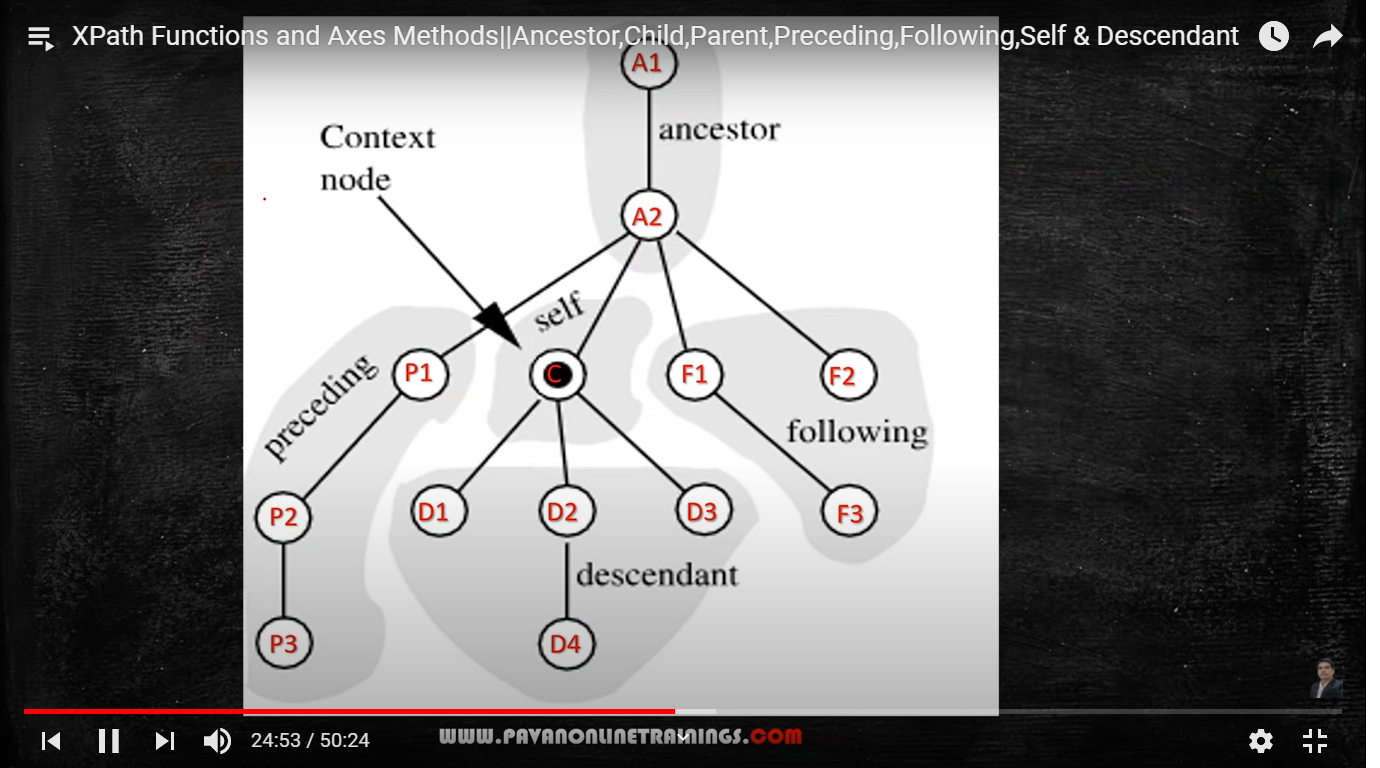 XPath Functions and Axes Methods||Ancestor,Child,Parent,Preceding,Following,Self & Descendant
A1
ancestor
Context
node
A2
self
preceding
P1
C
F1
F2
following
P2
D1
D2
D3
F3
descendant
P3
D4
24:53 / 50:24
WWW.PAVANONLINETRAININGS.COM